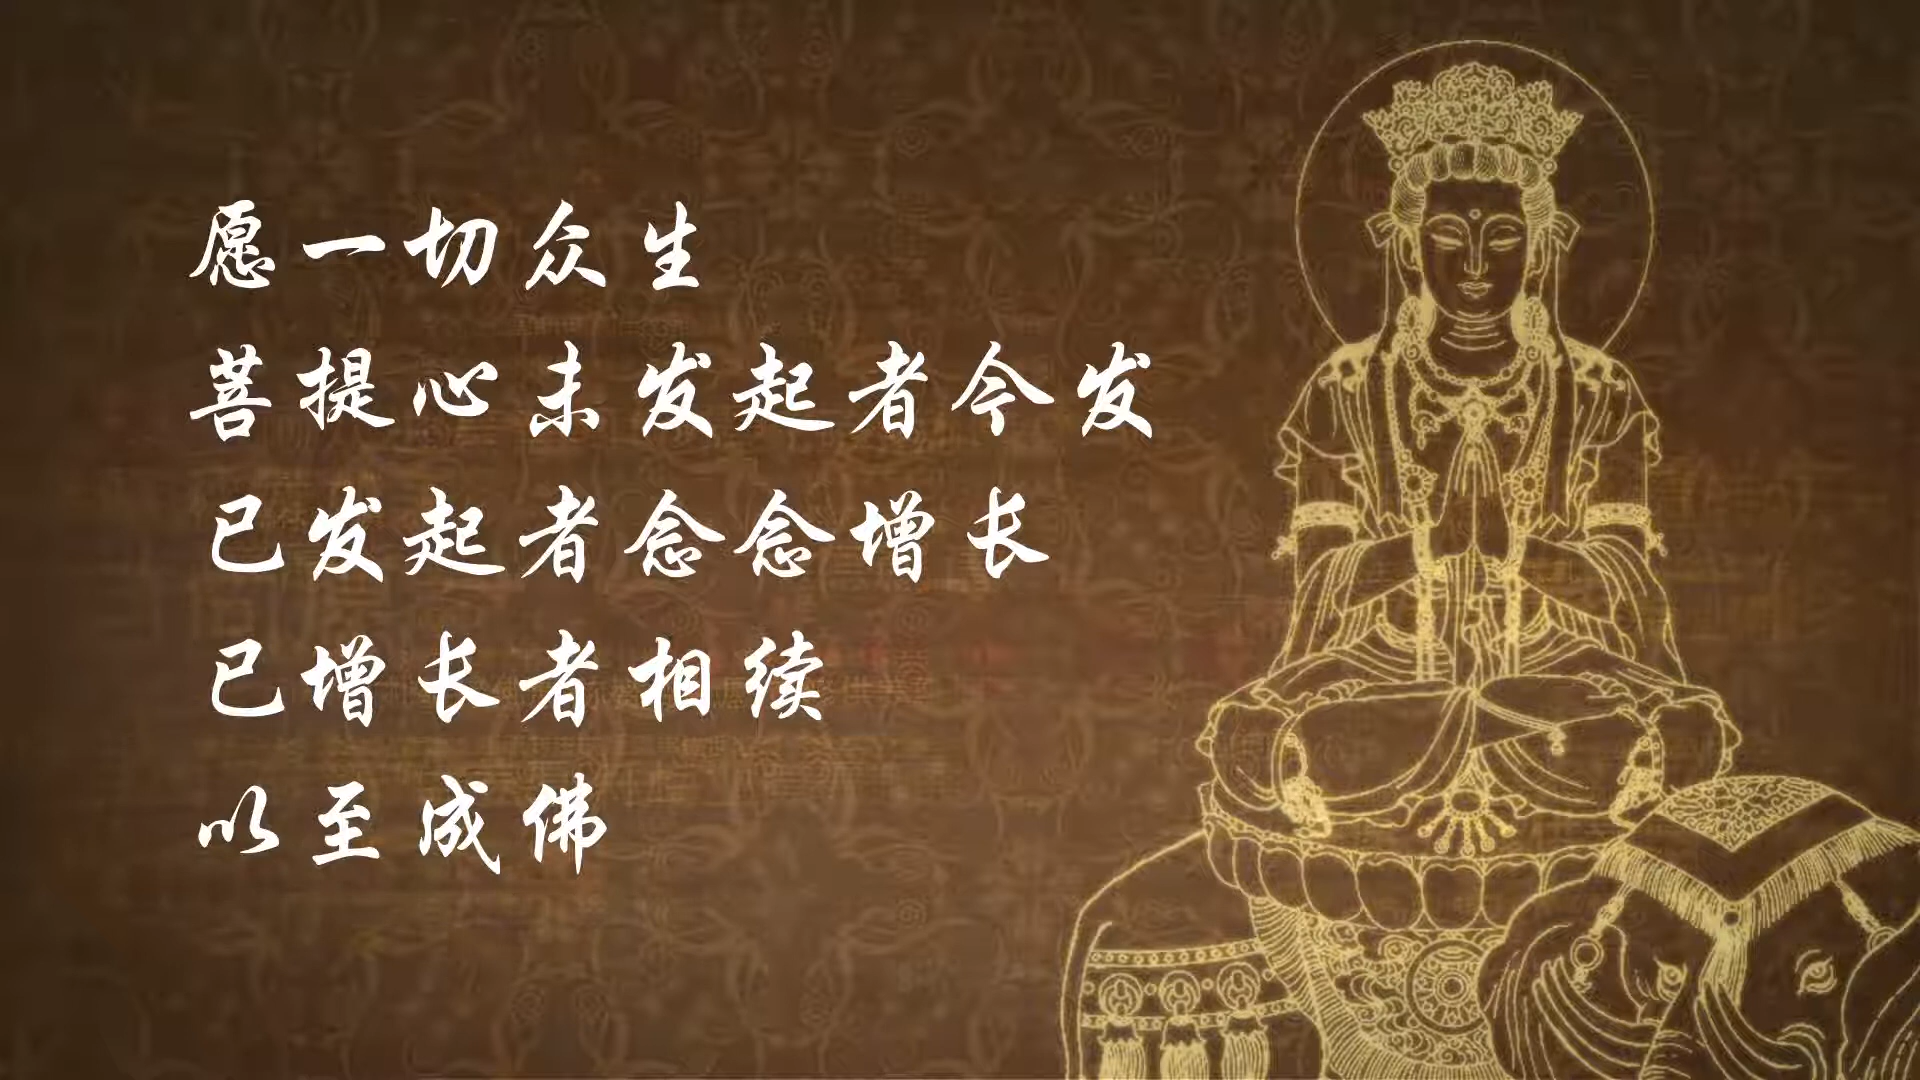 愿一切众生
菩提心未发起者今发
已发起者念念增长
已增长者相续
以至成佛